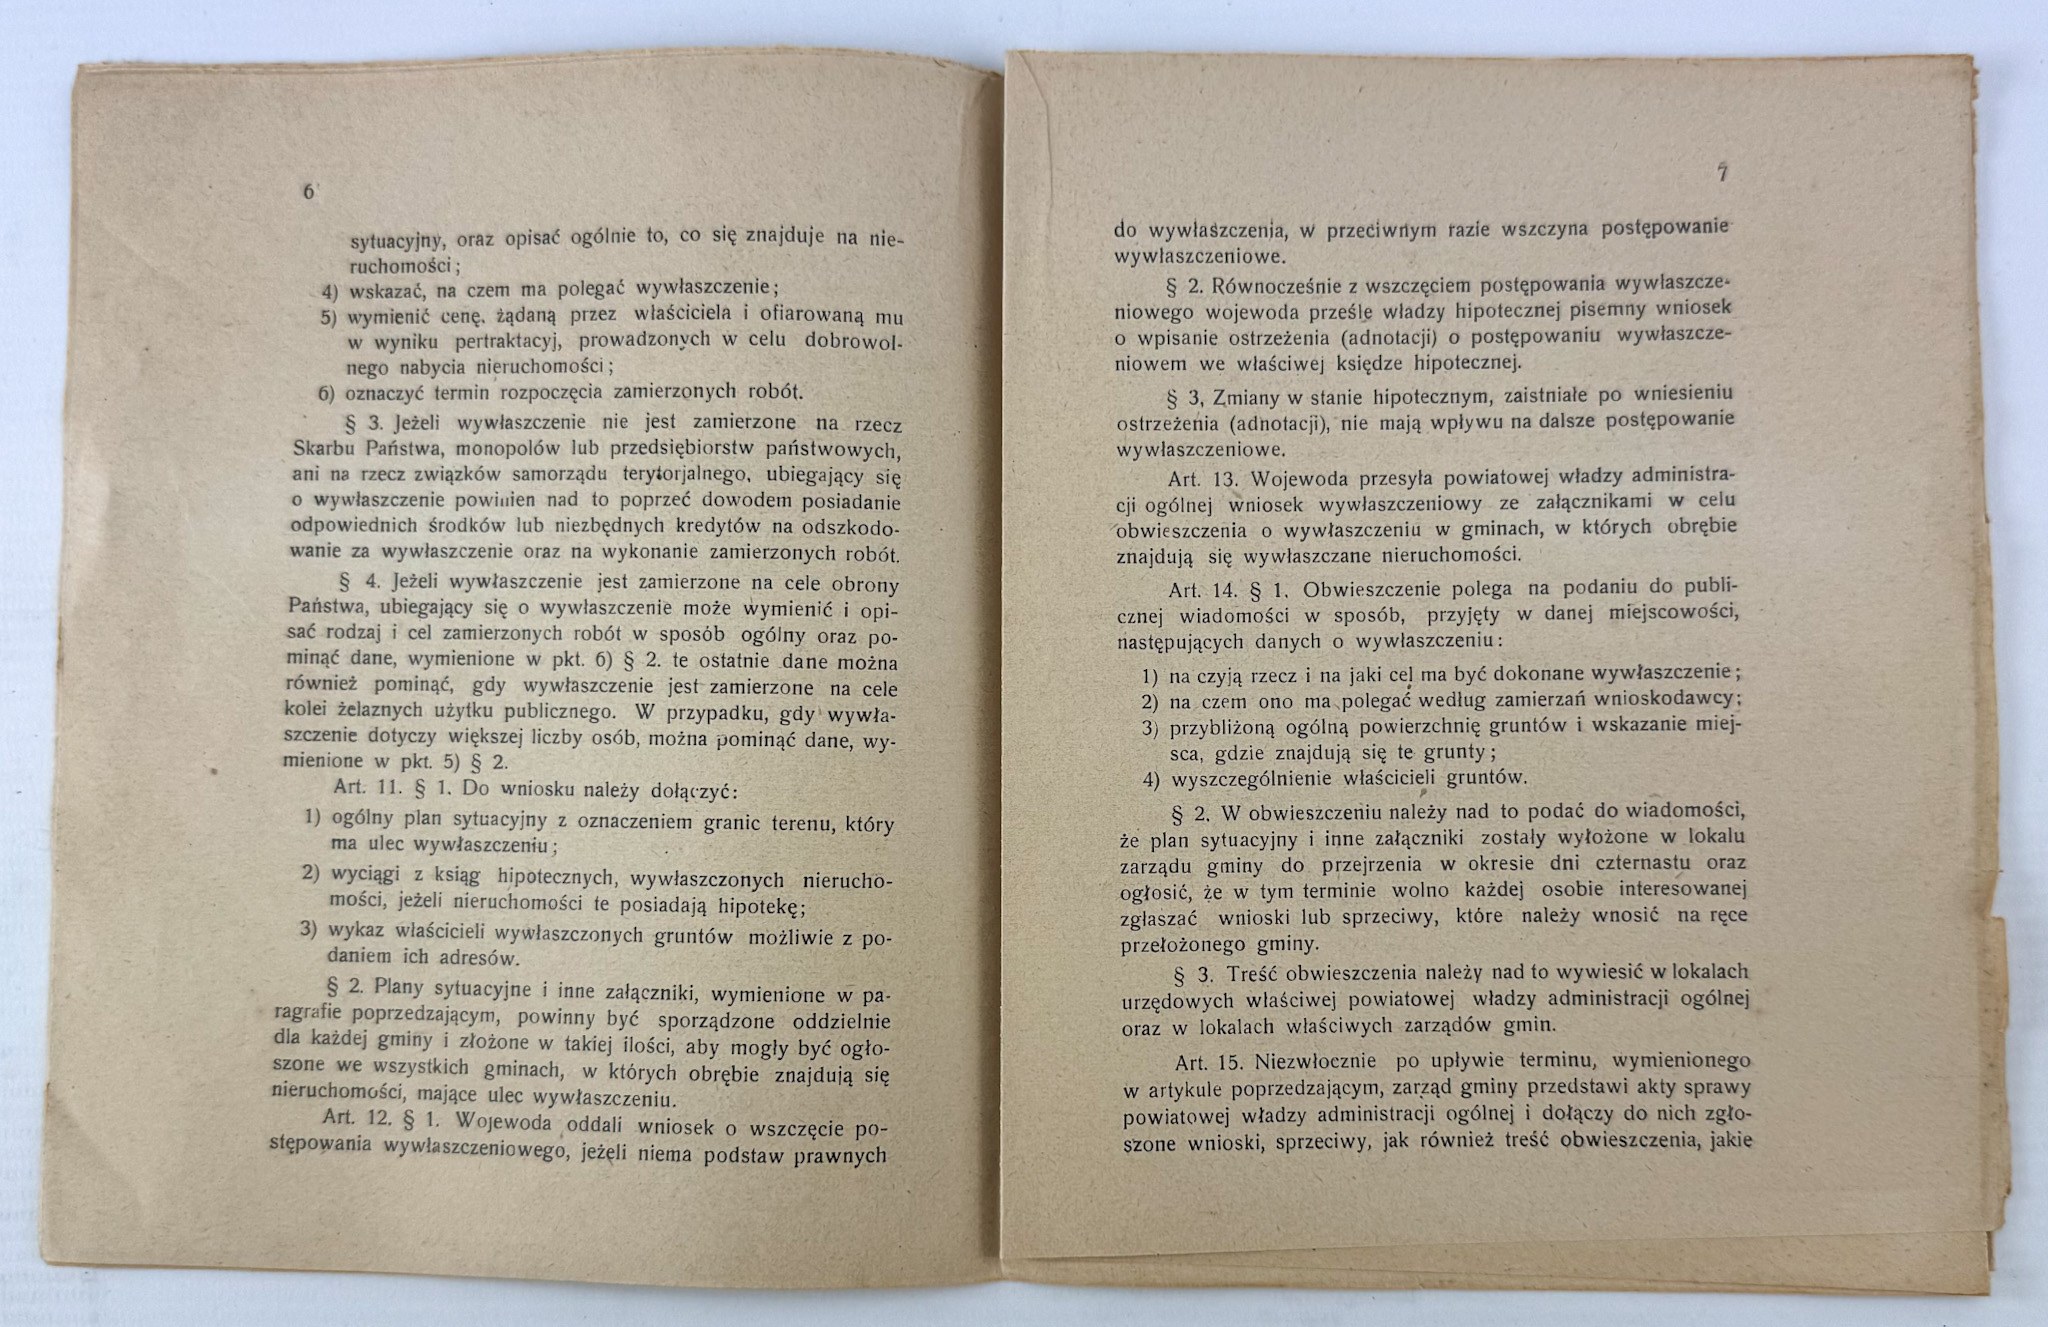 6
sytuacyjny, oraz opisać ogólnie to, co się znajduje na nie-
ruchomości;
4) wskazać, na czem ma polegać wywłaszczenie;
5) wymienić cenę, żądaną przez właściciela i ofiarowaną mu
w wyniku pertraktacyj, prowadzonych w celu dobrowol-
nego nabycia nieruchomości;
6) oznaczyć termin rozpoczęcia zamierzonych robót.
§ 3. Jeżeli wywłaszczenie nie jest zamierzone na rzecz
Skarbu Państwa, monopolów lub przedsiębiorstw państwowych,
ani na rzecz związków samorządu terytorjalnego, ubiegający się
o wywłaszczenie powinien nad to poprzeć dowodem posiadanie
odpowiednich środków lub niezbędnych kredytów na odszkodo-
wanie za wywłaszczenie oraz na wykonanie zamierzonych robót.
§ 4. Jeżeli wywłaszczenie jest zamierzone na cele obrony
Państwa, ubiegający się o wywłaszczenie może wymienić i opi-
sać rodzaj i cel zamierzonych robót w sposób ogólny oraz po-
minąć dane, wymienione w pkt. 6) § 2. te ostatnie dane można
również pominąć, gdy wywłaszczenie jest zamierzone na cele
kolei żelaznych użytku publicznego. W przypadku, gdy wywła-
szczenie dotyczy większej liczby osób, można pominąć dane, wy-
mienione w pkt. 5) § 2.
Art. 11. § 1. Do wniosku należy dołączyć:
1) ogólny plan sytuacyjny z oznaczeniem granic terenu, który
ma ulec wywłaszczeniu;
2) wyciągi z ksiąg hipotecznych, wywłaszczonych nierucho-
mości, jeżeli nieruchomości te posiadają hipotekę;
3) wykaz właścicieli wywłaszczonych gruntów możliwie z po-
daniem ich adresów.
§ 2. Plany sytuacyjne i inne załączniki, wymienione w pa-
ragrafie poprzedzającym, powinny być sporządzone oddzielnie
dla każdej gminy i złożone w takiej ilości, aby mogły być ogło-
szone we wszystkich gminach, w których obrębie znajdują się
nieruchomości, mające ulec wywłaszczeniu.
Art. 12. § 1. Wojewoda oddali wniosek o wszczęcie po-
stępowania wywłaszczeniowego, jeżeli niema podstaw prawnych
7
do wywłaszczenia, w przeciwnym razie wszczyna postępowanie
wywłaszczeniowe.
§ 2. Równocześnie z wszczęciem postępowania wywłaszcze-
niowego wojewoda prześle władzy hipotecznej pisemny wniosek
o wpisanie ostrzeżenia (adnotacji) o postępowaniu wywłaszcze-
niowem we właściwej księdze hipotecznej.
§ 3, Zmiany w stanie hipotecznym, zaistniałe po wniesieniu
ostrzeżenia (adnotacji), nie mają wpływu na dalsze postępowanie
wywłaszczeniowe.
Art. 13. Wojewoda przesyła powiatowej władzy administra-
cji ogólnej wniosek wywłaszczeniowy ze załącznikami w celu
obwieszczenia o wywłaszczeniu w gminach, w których obrębie
znajdują się wywłaszczane nieruchomości.
Art. 14. § 1. Obwieszczenie polega na podaniu do publi-
cznej wiadomości w sposób, przyjęty w danej miejscowości,
następujących danych o wywłaszczeniu:
1) na czyją rzecz i na jaki cel ma być dokonane wywłaszczenie;
2) na czem ono ma polegać według zamierzań wnioskodawcy;
3) przybliżoną ogólną powierzchnię gruntów i wskazanie miej-
sca, gdzie znajdują się te grunty;
4) wyszczególnienie właścicieli gruntów.
§ 2. W obwieszczeniu należy nad to podać do wiadomości,
że plan sytuacyjny i inne załączniki zostały wyłożone w lokalu
zarządu gminy do przejrzenia w okresie dni czternastu oraz
ogłosić, że w tym terminie wolno każdej osobie interesowanej
zgłaszać wnioski lub sprzeciwy, które należy wnosić na ręce
przełożonego gminy.
§ 3. Treść obwieszczenia należy nad to wywiesić w lokalach
urzędowych właściwej powiatowej władzy administracji ogólnej
oraz w lokalach właściwych zarządów gmin.
Art. 15. Niezwłocznie po upływie terminu, wymienionego
w artykule poprzedzającym, zarząd gminy przedstawi akty sprawy
powiatowej władzy administracji ogólnej i dołączy do nich zgło-
szone wnioski, sprzeciwy, jak również treść obwieszczenia, jakie